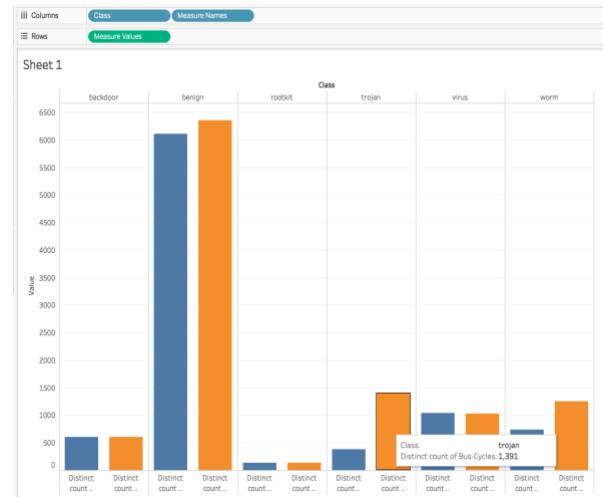 Columns Class Measure Names
Rows Measure Values
Sheet 1
Class
backdoor benign rootkit trojan virus worm
6500
6000
5500
5000
4500
4000
3500
3000
2500
2000
1500
1000
500
0
Value
Class: trojan
Distinct count of Bus-Cycles: 1,391
Distinct Distinct Distinct Distinct Distinct Distinct Distinct Distinct Distinct Distinct Distinct Distinct
count .. count .. count .. count .. count .. count .. count .. count .. count .. count .. count .. count ..